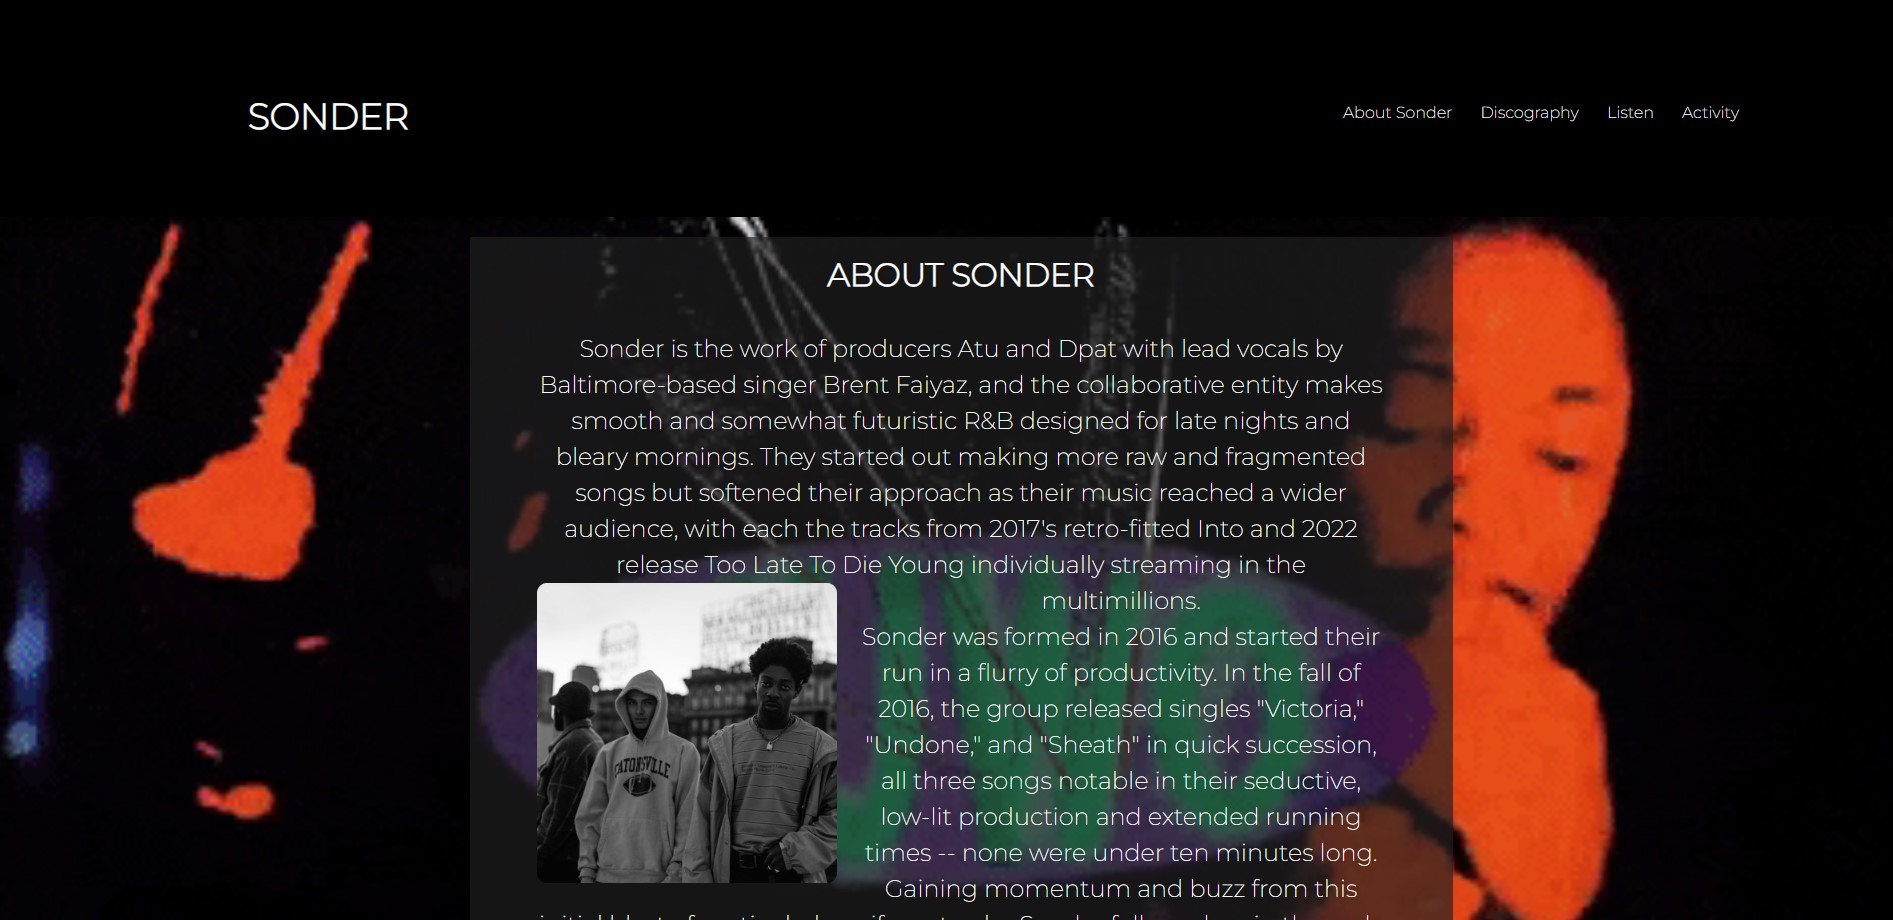 SONDER
About Sonder Discography Listen Activity
ABOUT SONDER
Sonder is the work of producers Atu and Dpat with lead vocals by
Baltimore-based singer Brent Faiyaz, and the collaborative entity makes
smooth and somewhat futuristic R&B designed for late nights and
bleary mornings. They started out making more raw and fragmented
songs but softened their approach as their music reached a wider
audience, with each the tracks from 2017's retro-fitted Into and 2022
release Too Late To Die Young individually streaming in the
multimillions.
Sonder was formed in 2016 and started their
run in a flurry of productivity. In the fall of
2016, the group released singles "Victoria,"
"Undone," and "Sheath" in quick succession,
all three songs notable in their seductive,
low-lit production and extended running
times -- none were under ten minutes long.
Gaining momentum and buzz from this